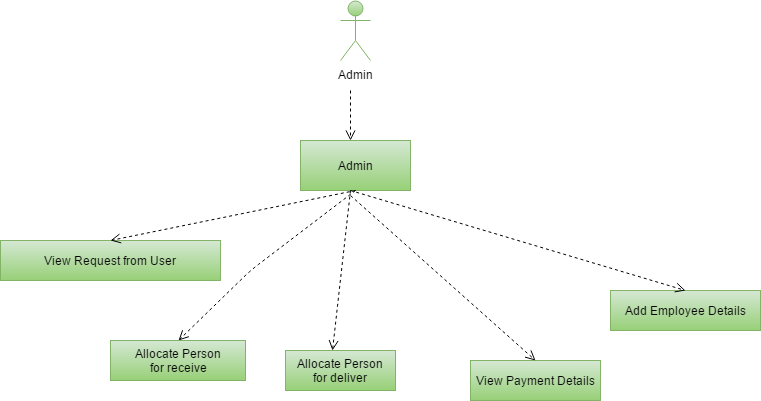 Admin
Admin
View Request from User
Add Employee Details
Allocate Person
for receive
Allocate Person
for deliver
View Payment Details